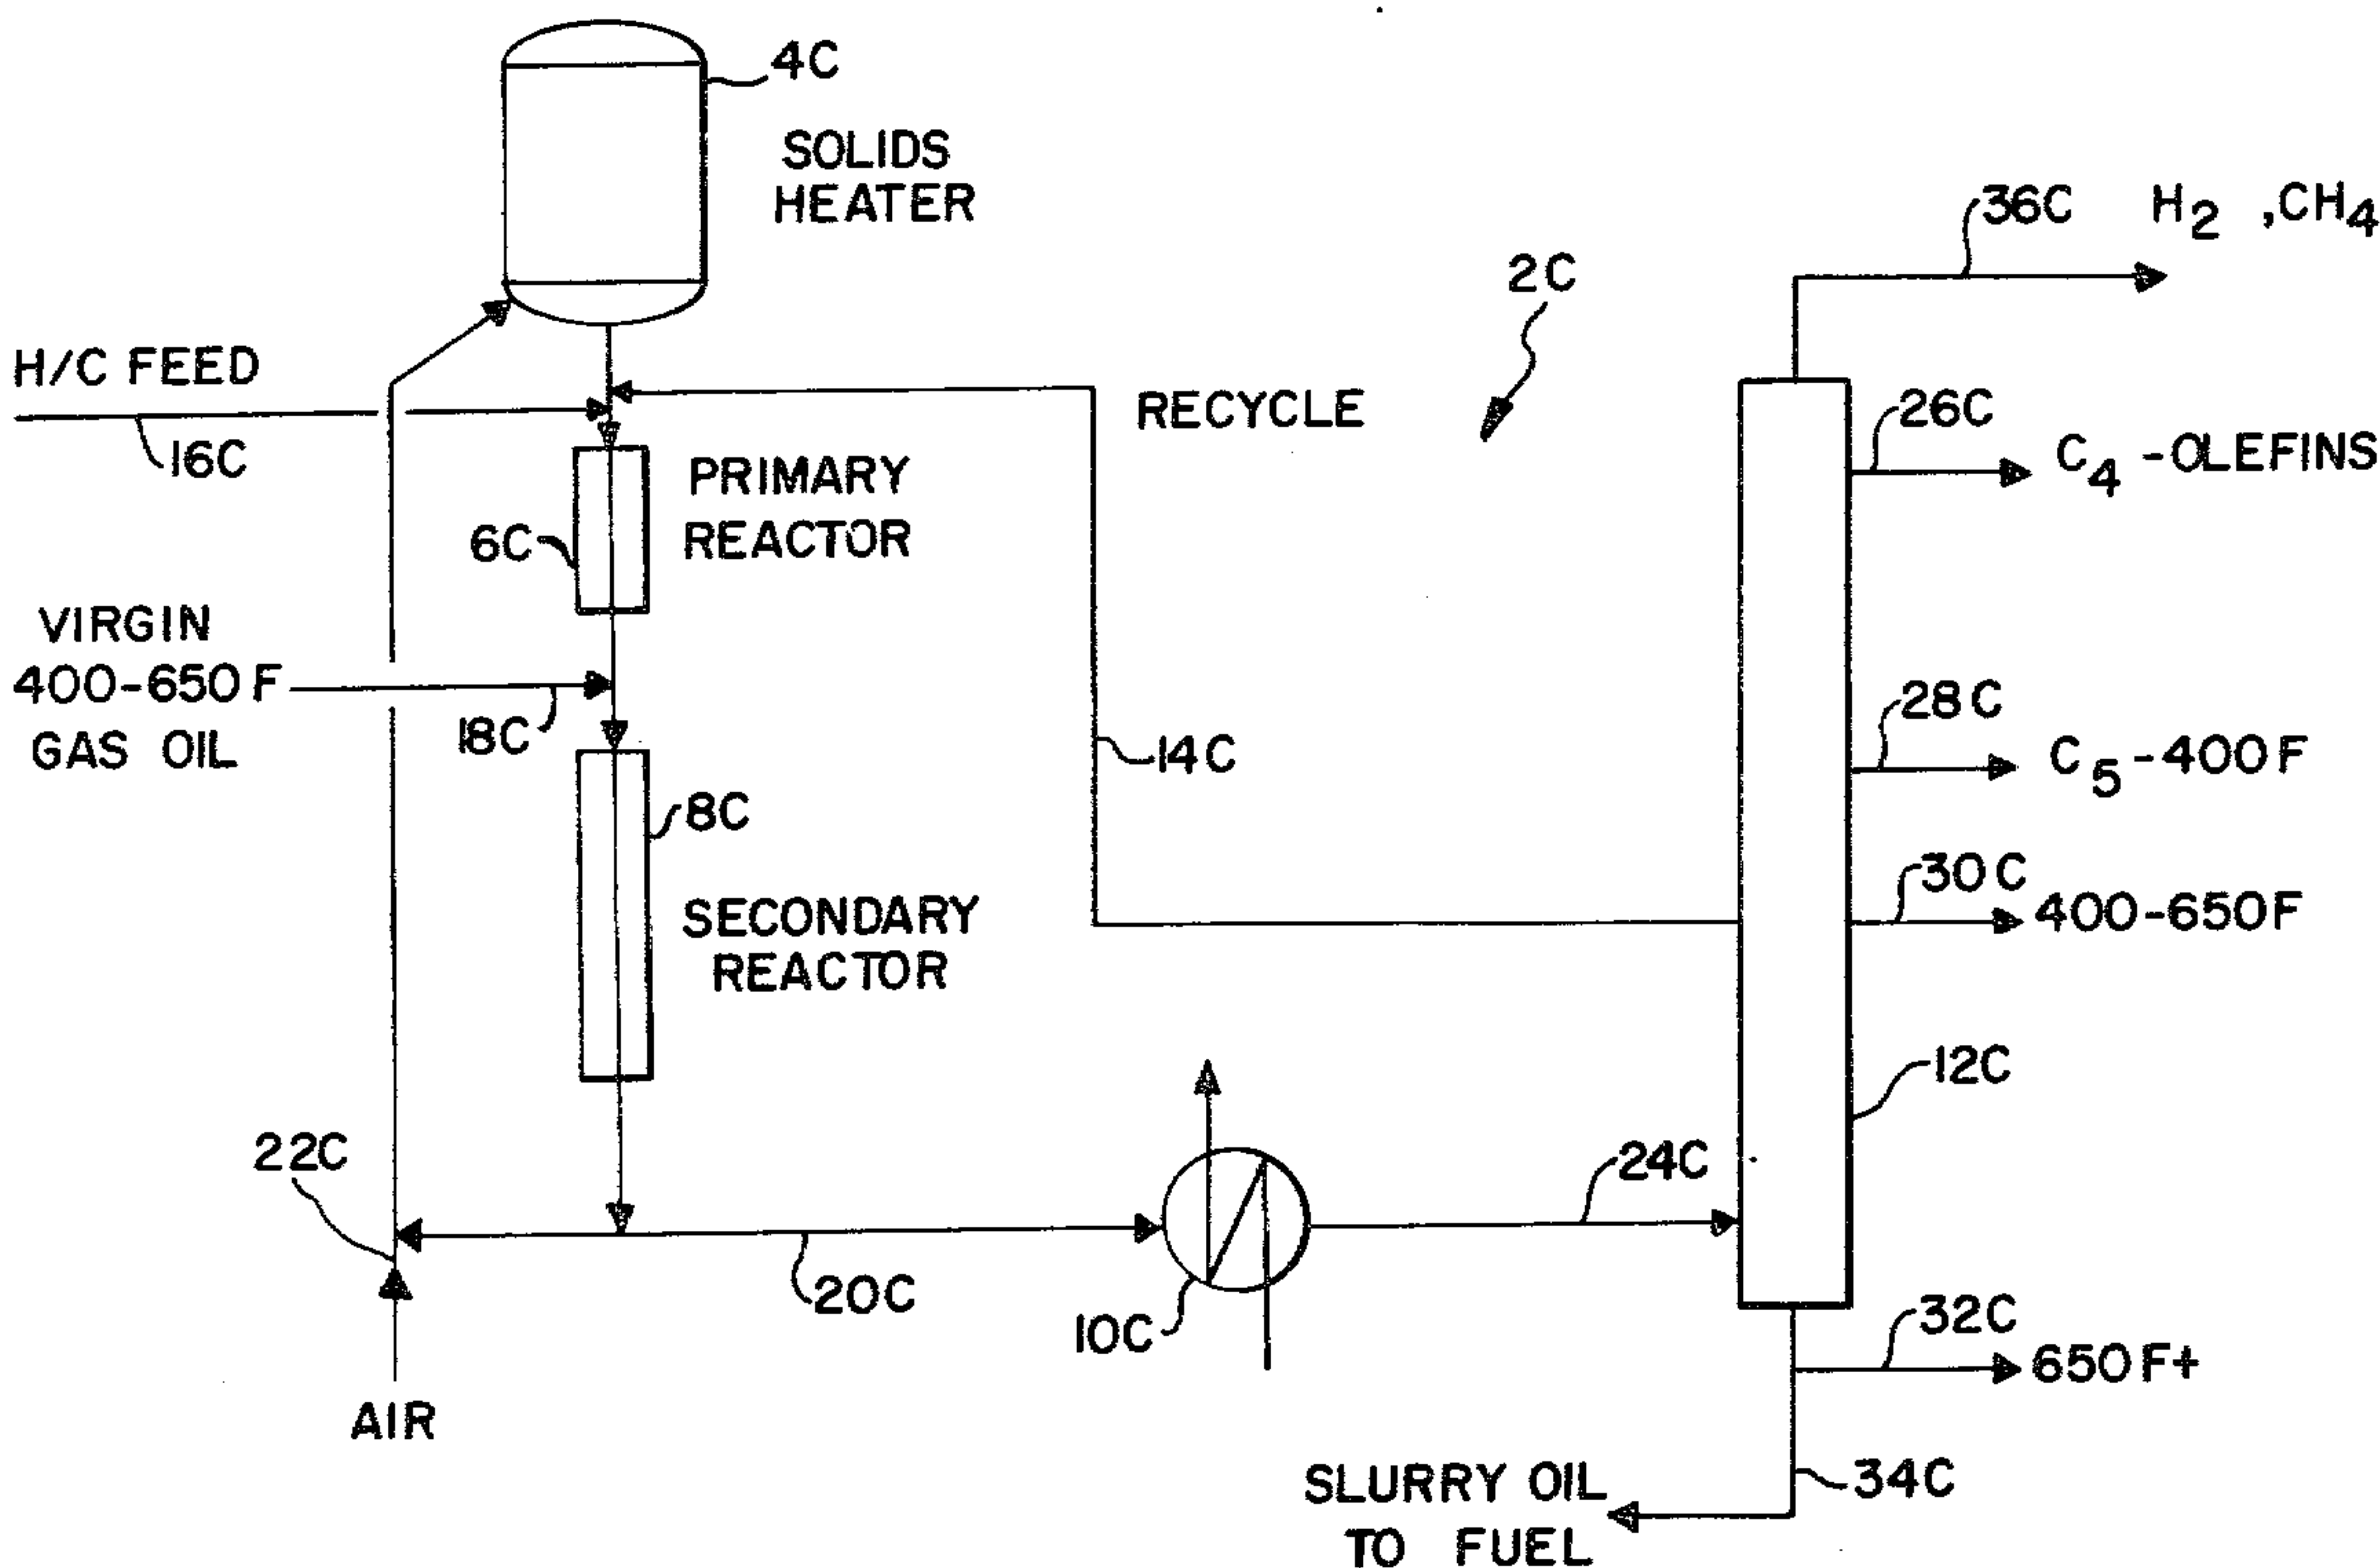 4C
SOLIDS
HEATER
36C
H2 ,CH4
2C
H/C FEED
16C
RECYCLE
26C
C4 -OLEFINS
PRIMARY
REACTOR
6C
VIRGIN
400-650 F
GAS OIL
18C
14C
28C
C5 -400 F
8C
30C
400-650F
SECONDARY
REACTOR
12C
22C
24C
20C
10C
32C
650 F+
AIR
SLURRY OIL
TO FUEL
34C